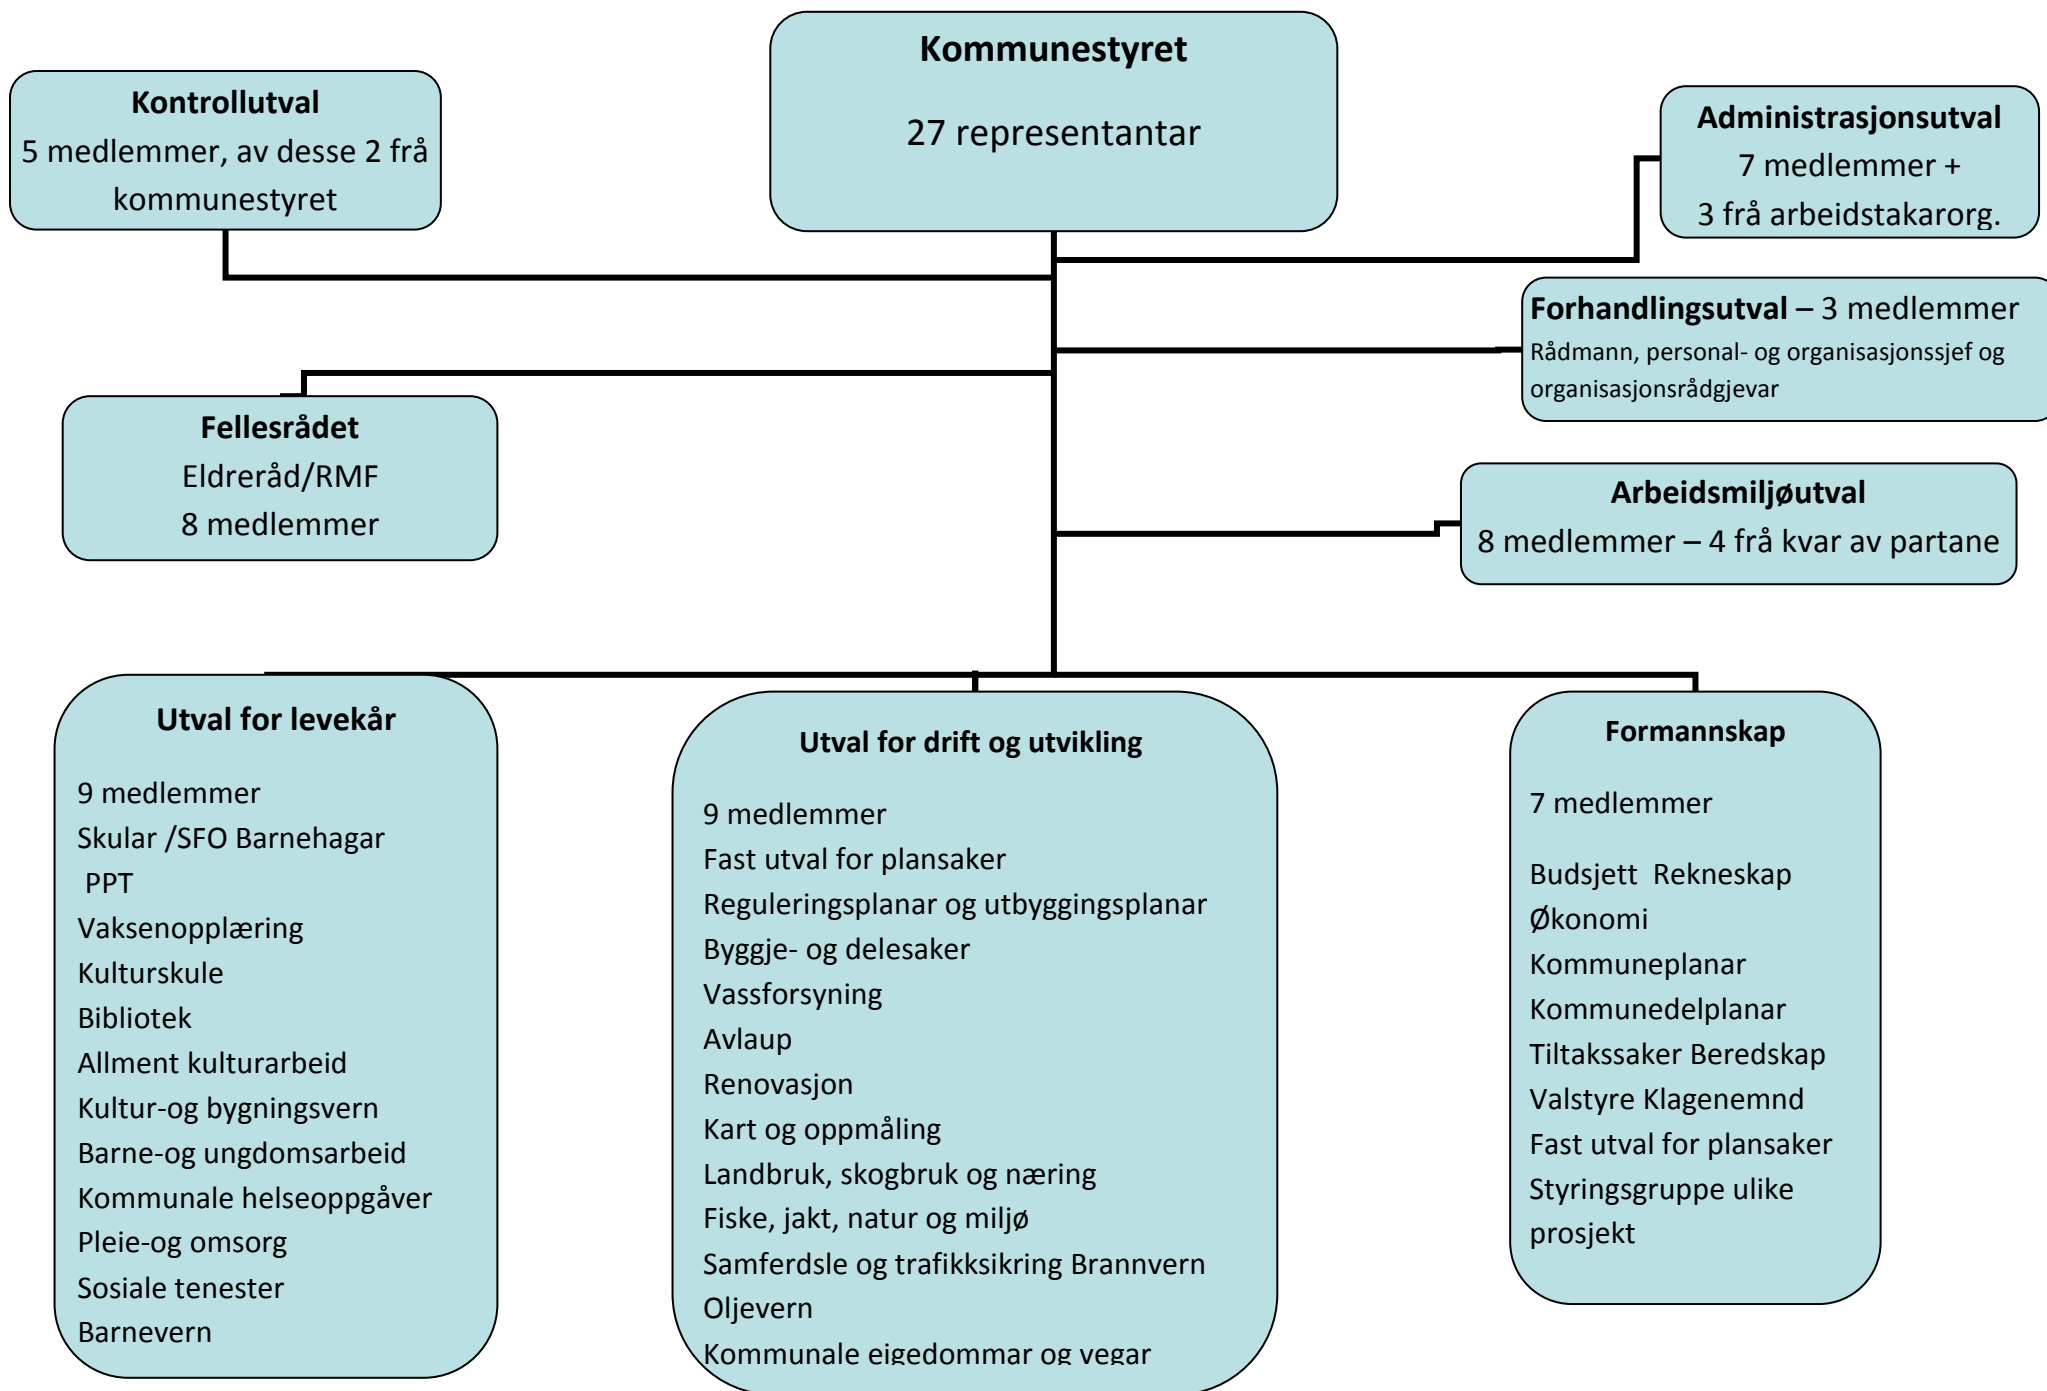 Kommunestyret
27 representantar
Kontrollutval
5 medlemmer, av desse 2 frå
kommunestyret
Administrasjonsutval
7 medlemmer +
3 frå arbeidstakarorg.
Forhandlingsutval – 3 medlemmer
Rådmann, personal- og organisasjonssjef og
organisasjonsrådgjevar
Fellesrådet
Eldreråd/RMF
8 medlemmer
Arbeidsmiljøutval
8 medlemmer – 4 frå kvar av partane
Utval for levekår
9 medlemmer
Skular /SFO Barnehagar
PPT
Vaksenopplæring
Kulturskule
Bibliotek
Allment kulturarbeid
Kultur-og bygningsvern
Barne-og ungdomsarbeid
Kommunale helseoppgåver
Pleie-og omsorg
Sosiale tenester
Barnevern
Utval for drift og utvikling
9 medlemmer
Fast utval for plansaker
Reguleringsplanar og utbyggingsplanar
Byggje- og delesaker
Vassforsyning
Avlaup
Renovasjon
Kart og oppmåling
Landbruk, skogbruk og næring
Fiske, jakt, natur og miljø
Samferdsle og trafikksikring Brannvern
Oljevern
Kommunale eigedommar og vegar
Formannskap
7 medlemmer
Budsjett  Rekneskap
Økonomi
Kommuneplanar
Kommunedelplanar
Tiltakssaker Beredskap
Valstyre Klagenemnd
Fast utval for plansaker
Styringsgruppe ulike
prosjekt